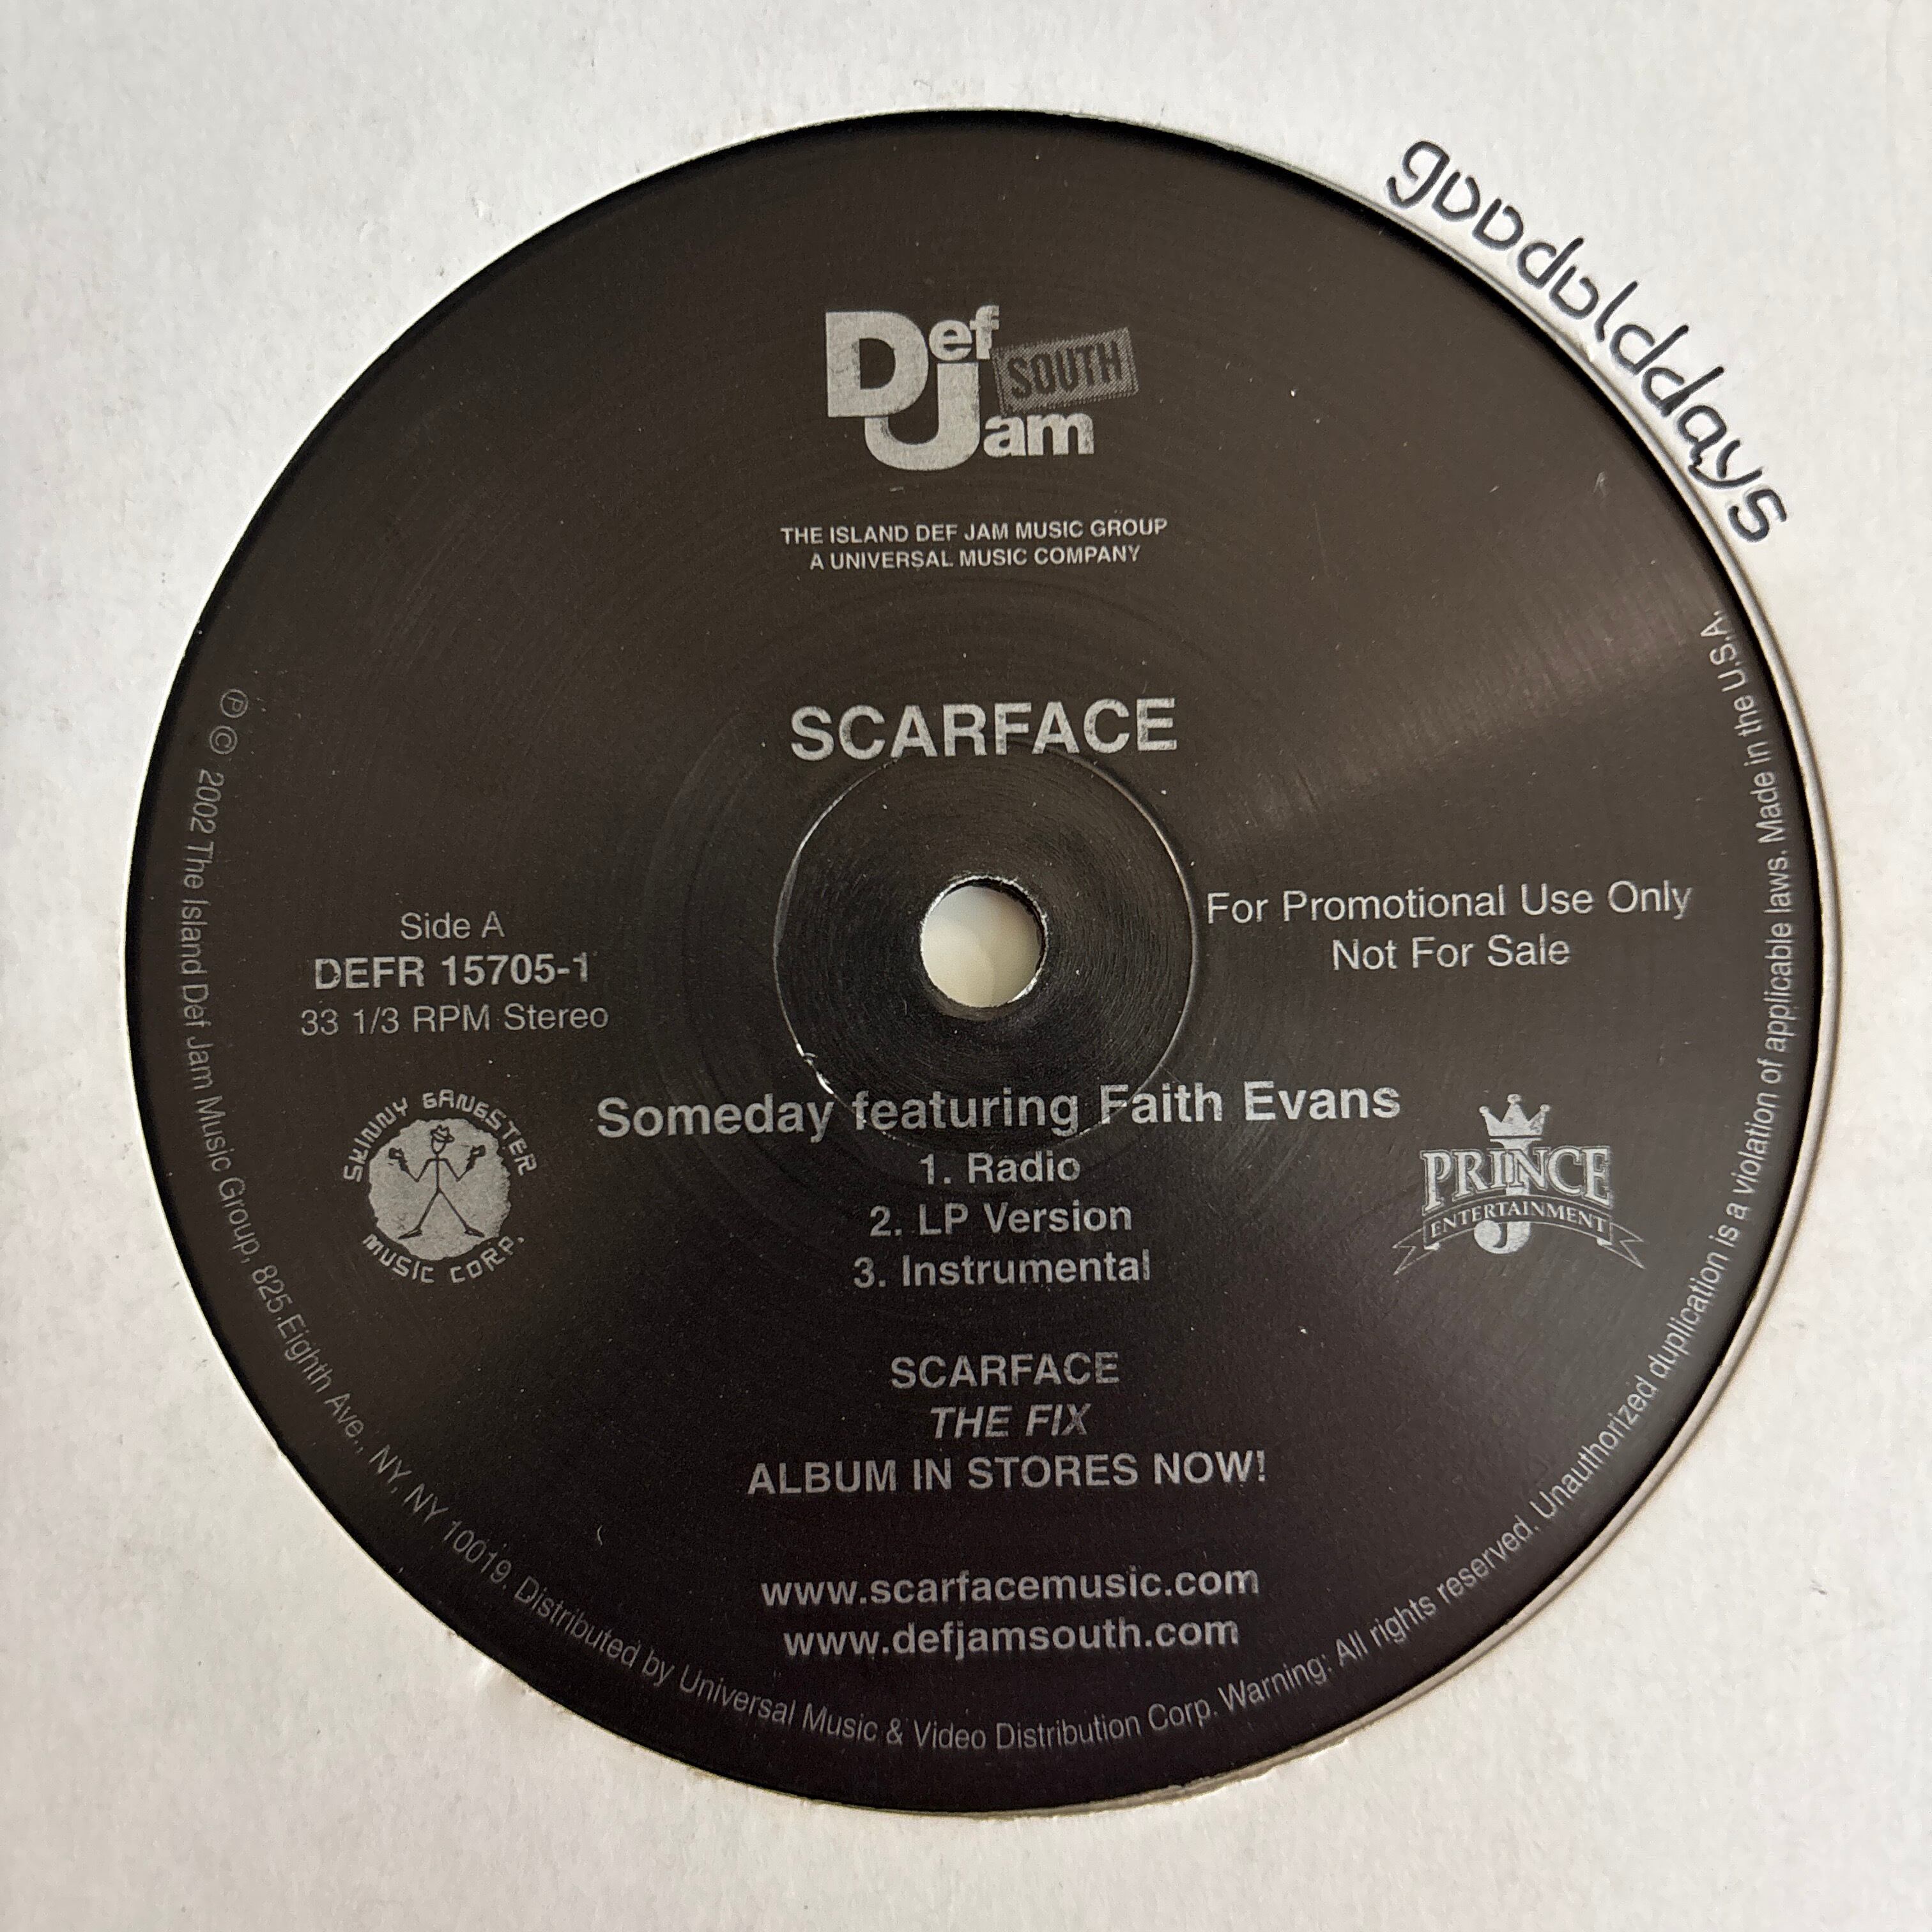 gooddolddays
Def Jam
SOUTH
THE ISLAND DEF JAM MUSIC GROUP
A UNIVERSAL MUSIC COMPANY
SCARFACE
Side A
DEFR 15705-1
33 1/3 RPM Stereo
For Promotional Use Only
Not For Sale
Someday featuring Faith Evans
1. Radio
2. LP Version
3. Instrumental
SKINNY GANGSTER
MUSIC CORP.
PRINCE
J
ENTERTAINMENT
SCARFACE
THE FIX
ALBUM IN STORES NOW!
www.scarfacemusic.com
www.defjamsouth.com
℗ © 2002 The Island Def Jam Music Group, 825 Eighth Ave., NY, NY 10019. Distributed by Universal Music & Video Distribution Corp. Warning: All rights reserved. Unauthorized duplication is a violation of applicable laws. Made in the U.S.A.